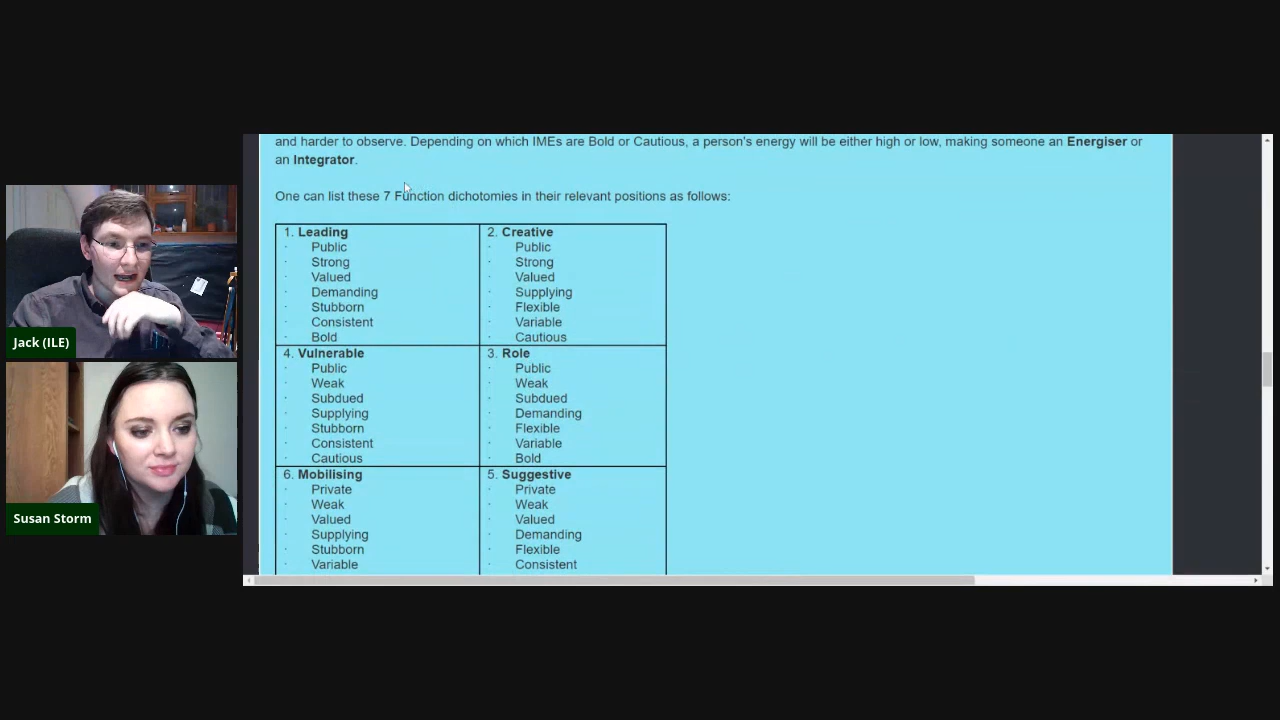 and harder to observe. Depending on which IMEs are Bold or Cautious, a person's energy will be either high or low, making someone an Energiser or
an Integrator.
One can list these 7 Function dichotomies in their relevant positions as follows:
1. Leading
· Public
· Strong
· Valued
· Demanding
· Stubborn
· Consistent
· Bold
2. Creative
· Public
· Strong
· Valued
· Supplying
· Flexible
· Variable
· Cautious
4. Vulnerable
· Public
· Weak
· Subdued
· Supplying
· Stubborn
· Consistent
· Cautious
3. Role
· Public
· Weak
· Subdued
· Demanding
· Flexible
· Variable
· Bold
6. Mobilising
· Private
· Weak
· Valued
· Supplying
· Stubborn
· Variable
5. Suggestive
· Private
· Weak
· Valued
· Demanding
· Flexible
· Consistent
Jack (ILE)
Susan Storm